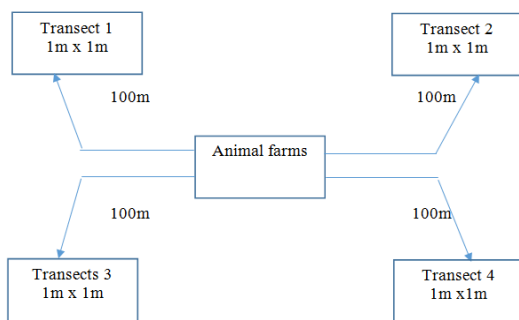 Transect 1
1m x 1m
Transect 2
1m x 1m
100m
100m
Animal farms
100m
100m
Transects 3
1m x 1m
Transect 4
1m x1m